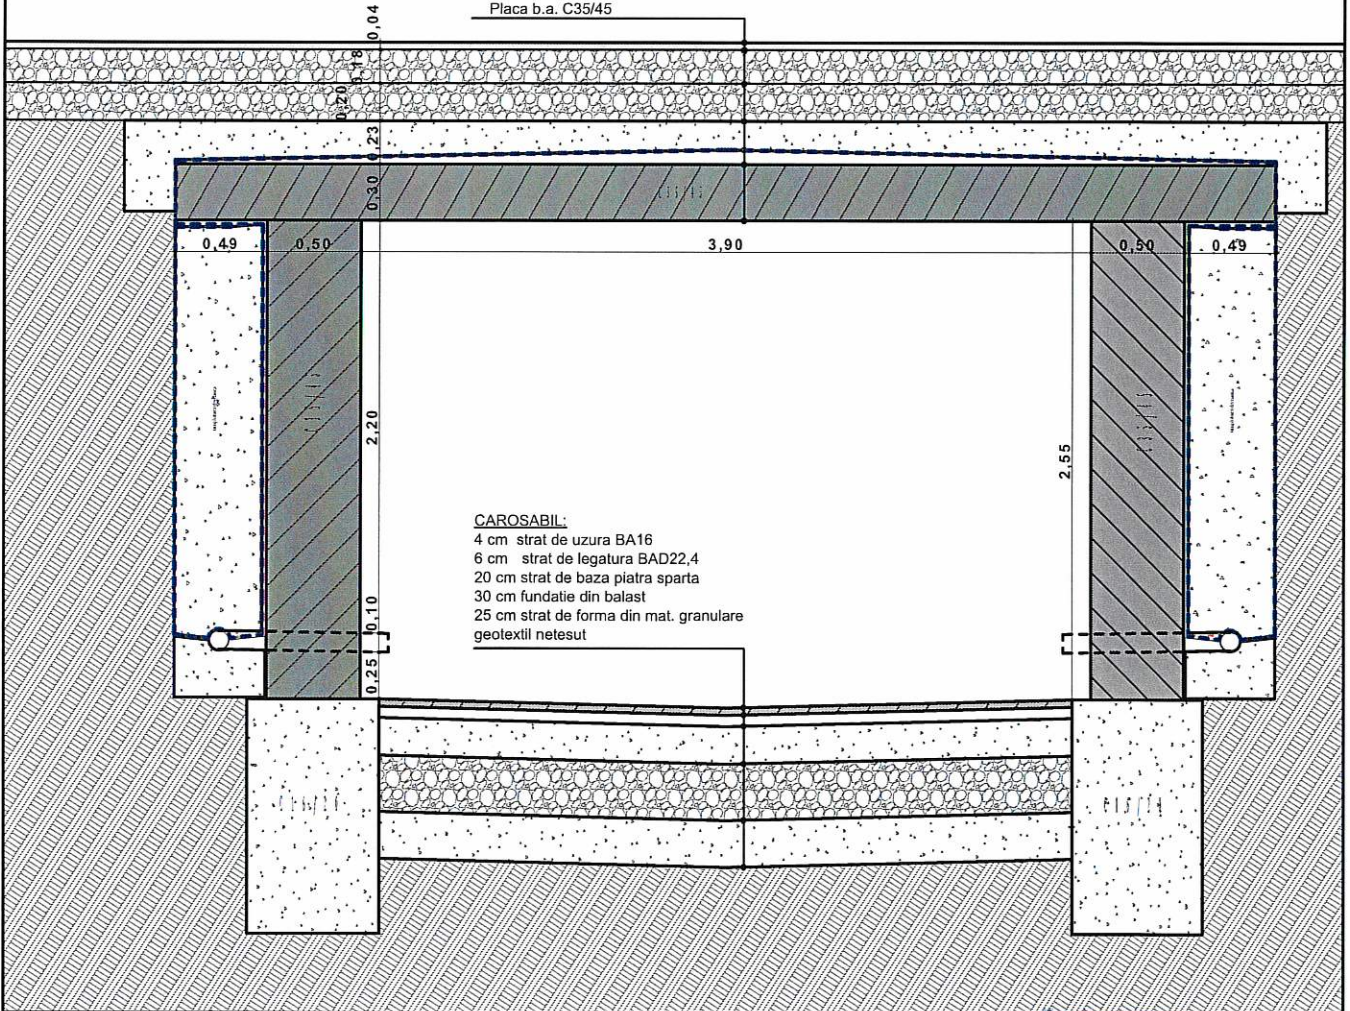 Placa b.a. C35/45
0,04
0,18
0,20
0,23
0,30
0,49
0,50
3,90
0,50
0,49
2,20
2,55
CAROSABIL:
4 cm strat de uzura BA16
6 cm strat de legatura BAD22,4
20 cm strat de baza piatra sparta
30 cm fundatie din balast
25 cm strat de forma din mat. granulare
geotextil netesut
0,10
0,25